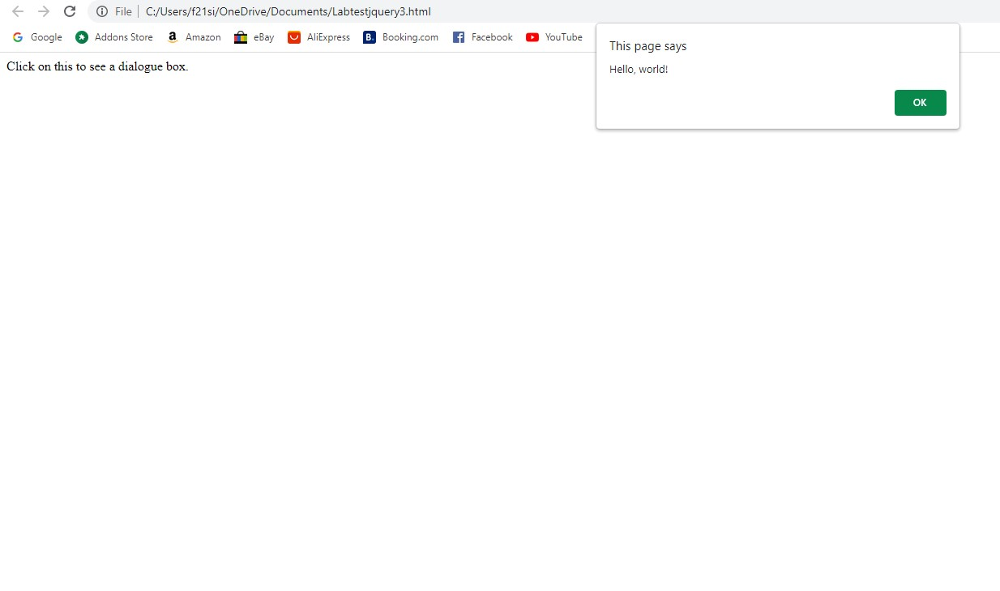 File | C:/Users/f21si/OneDrive/Documents/Labtestjquery3.html
Google Addons Store Amazon eBay AliExpress Booking.com Facebook YouTube
This page says
Hello, world!
OK
Click on this to see a dialogue box.